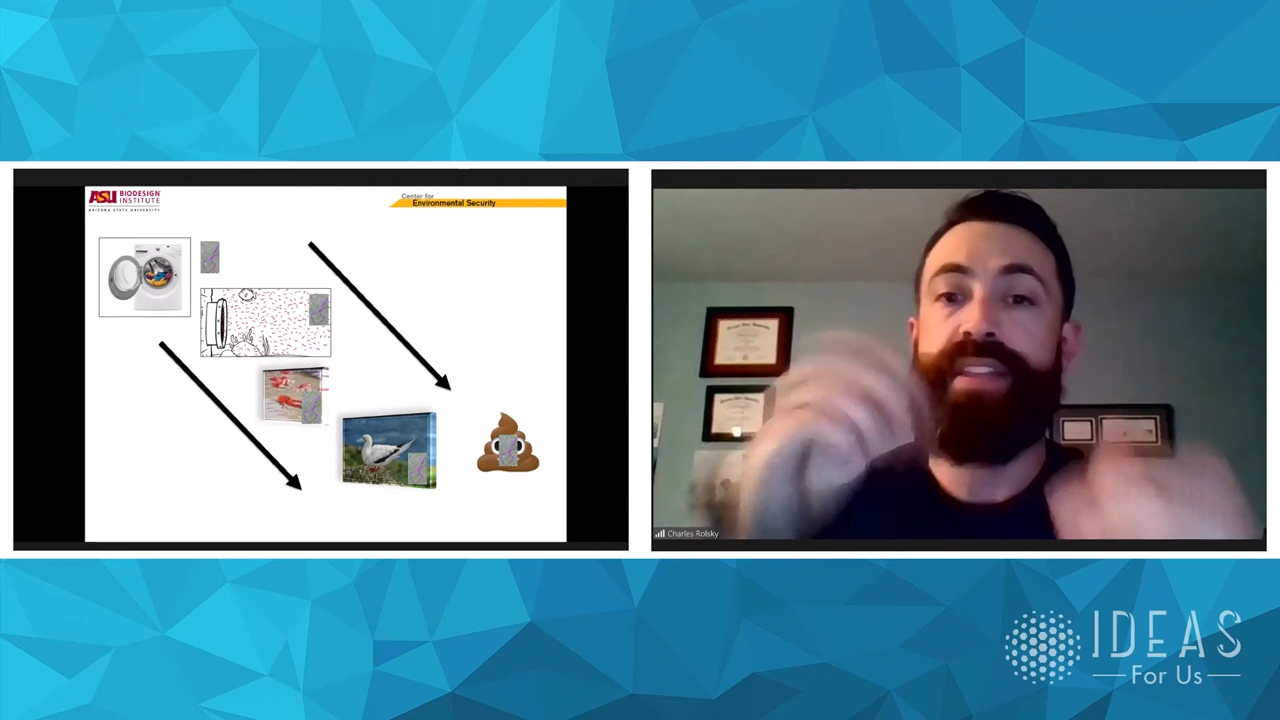 ASU BIODESIGN
INSTITUTE
ARIZONA STATE UNIVERSITY
Center for
Environmental Security
Charles Rolsky
IDEAS
For Us